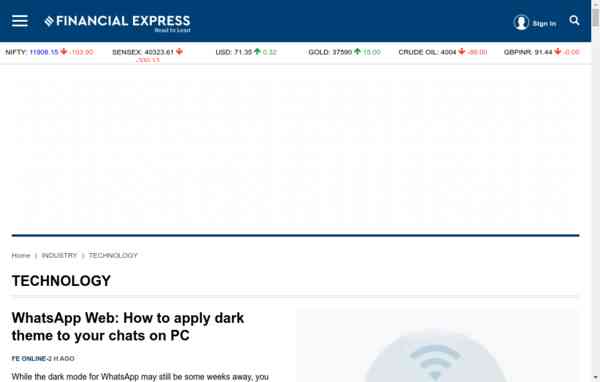 FINANCIAL EXPRESS
Read to Lead
Sign In
NIFTY: 11908.15 -103.90 SENSEX: 40323.61 -330.13 USD: 71.35 0.32 GOLD: 37590 15.00 CRUDE OIL: 4004 -86.00 GBPINR: 91.44 -0.06
Home | INDUSTRY | TECHNOLOGY
TECHNOLOGY
WhatsApp Web: How to apply dark
theme to your chats on PC
FE ONLINE-2 H AGO
While the dark mode for WhatsApp may still be some weeks away, you